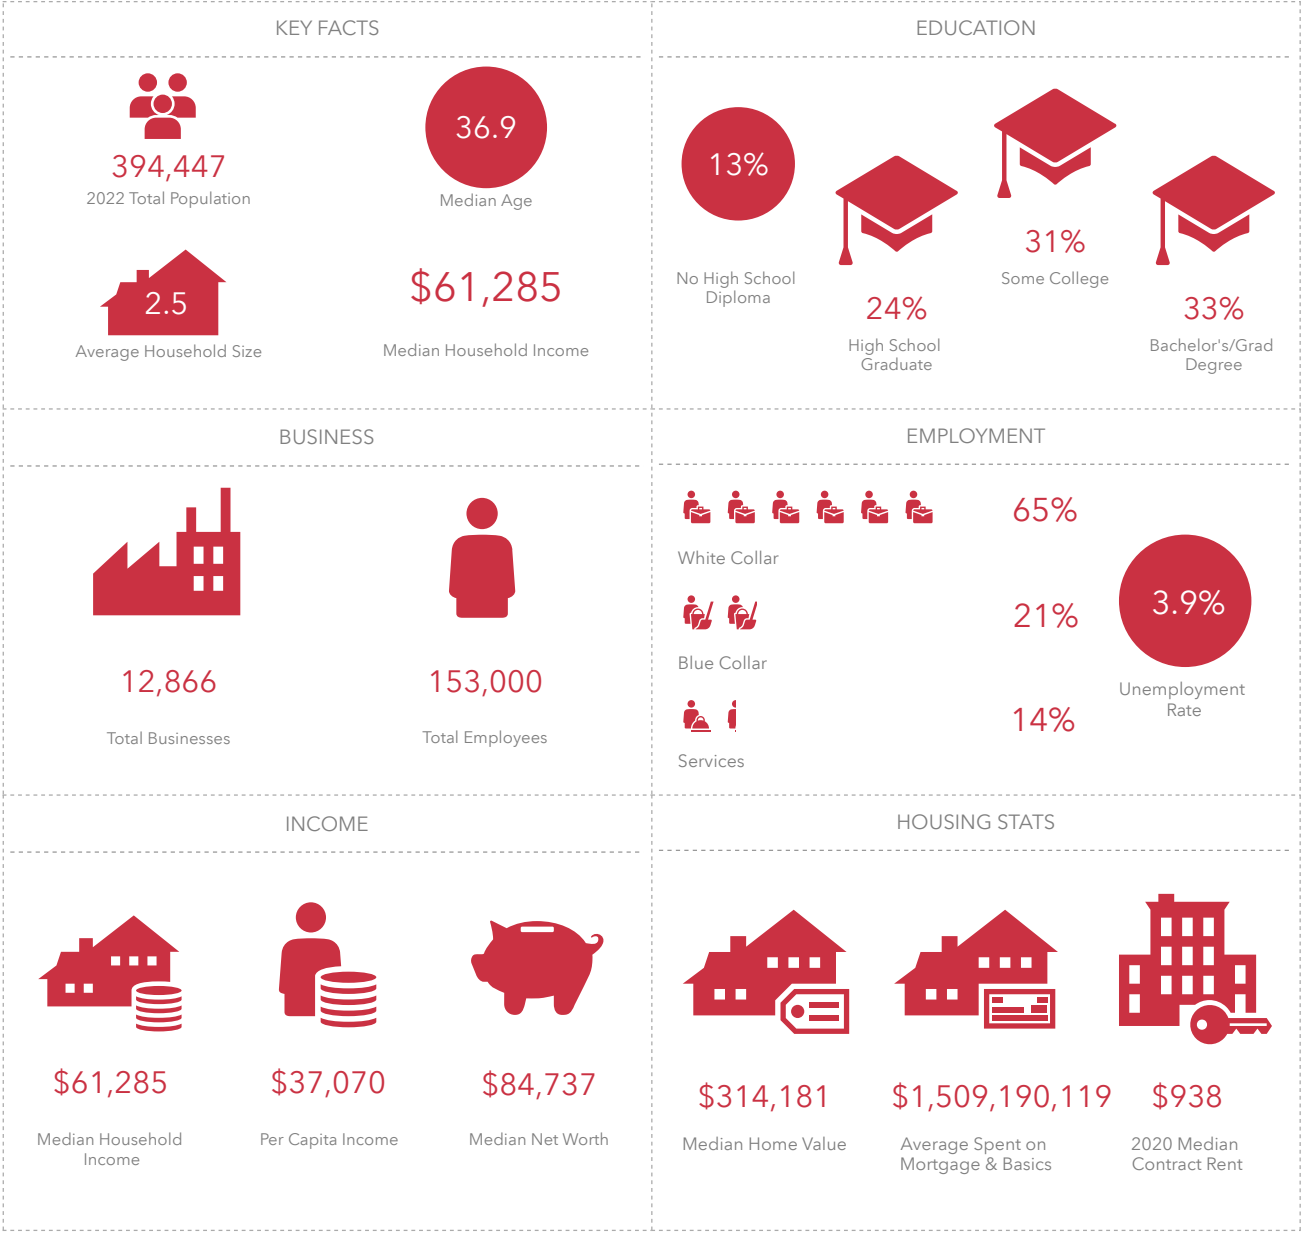 KEY FACTS
394,447
2022 Total Population
36.9
Median Age
2.5
Average Household Size
$61,285
Median Household Income
EDUCATION
13%
No High School
Diploma
24%
High School
Graduate
31%
Some College
33%
Bachelor's/Grad
Degree
BUSINESS
12,866
Total Businesses
153,000
Total Employees
EMPLOYMENT
65%
White Collar
21%
Blue Collar
14%
Services
3.9%
Unemployment
Rate
INCOME
$61,285
Median Household
Income
$37,070
Per Capita Income
$84,737
Median Net Worth
HOUSING STATS
$314,181
Median Home Value
$1,509,190,119
Average Spent on
Mortgage & Basics
$938
2020 Median
Contract Rent